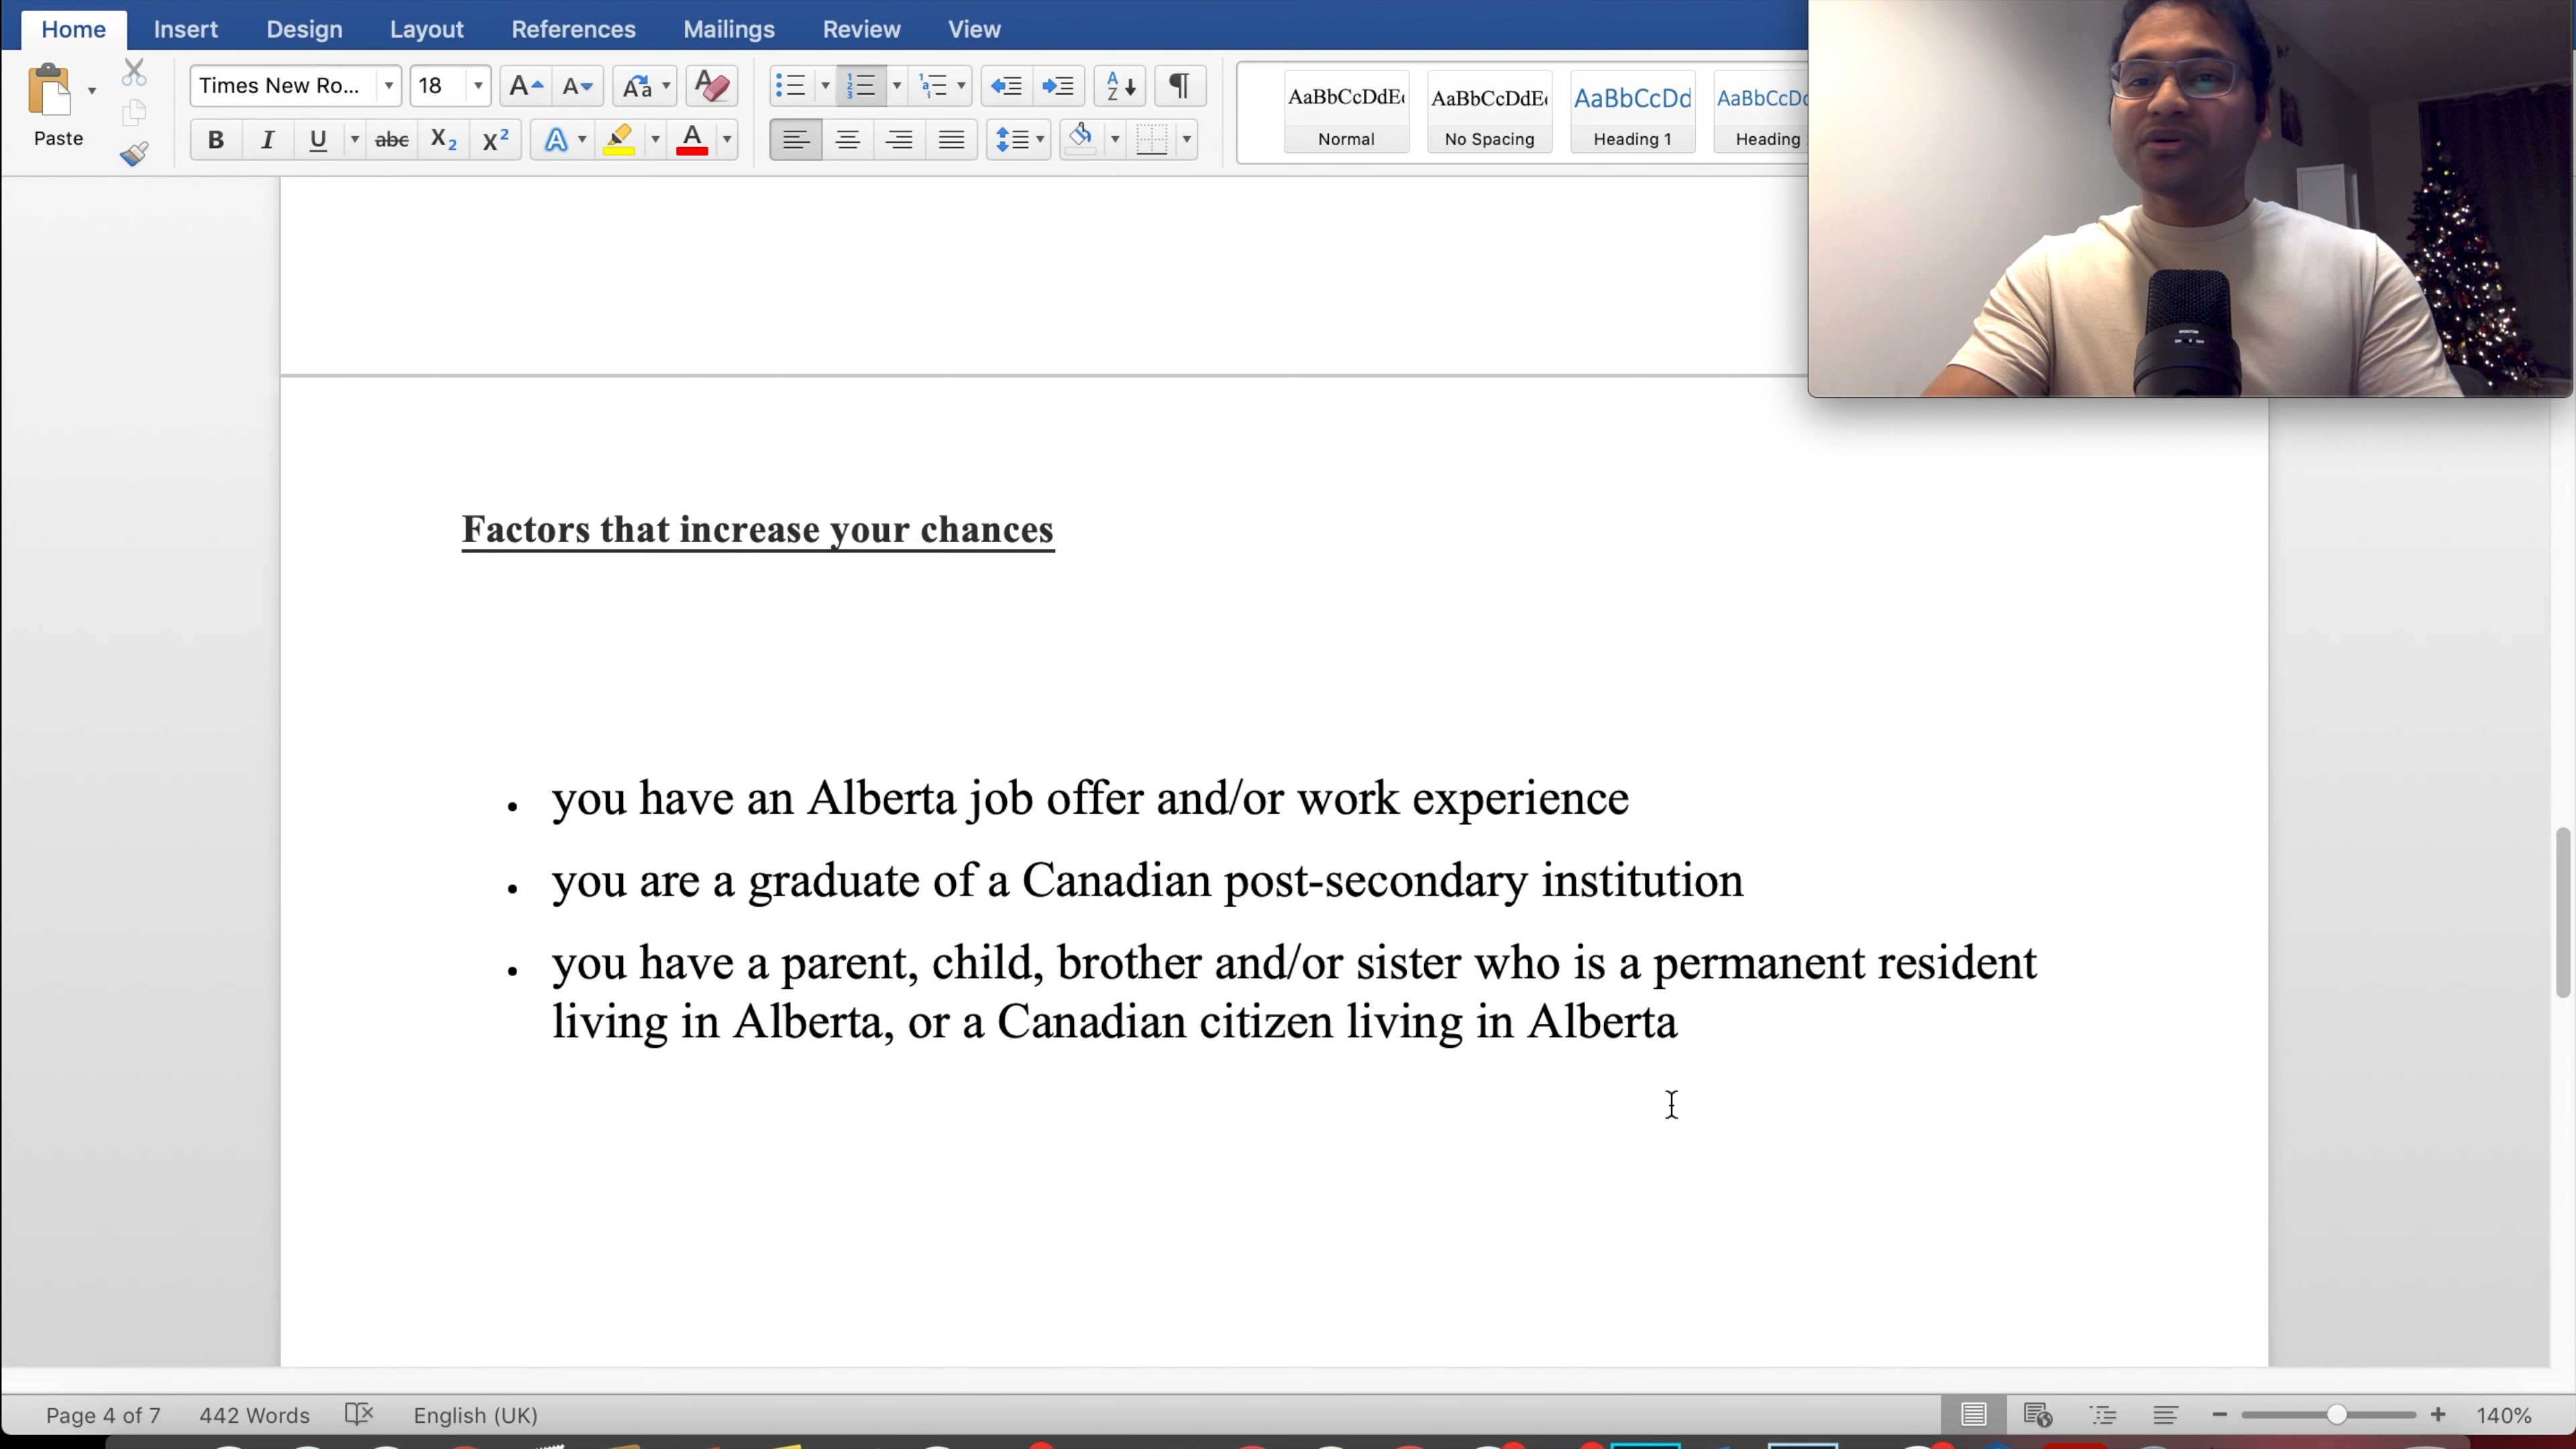 Home Insert Design Layout References Mailings Review View
Paste
Times New Ro... 18
AaBbCcDdE AaBbCcDdE AaBbCcDd AaBbCcDc
Normal No Spacing Heading 1 Heading
Factors that increase your chances
• you have an Alberta job offer and/or work experience
• you are a graduate of a Canadian post-secondary institution
• you have a parent, child, brother and/or sister who is a permanent resident
living in Alberta, or a Canadian citizen living in Alberta
Page 4 of 7 442 Words English (UK) 140%